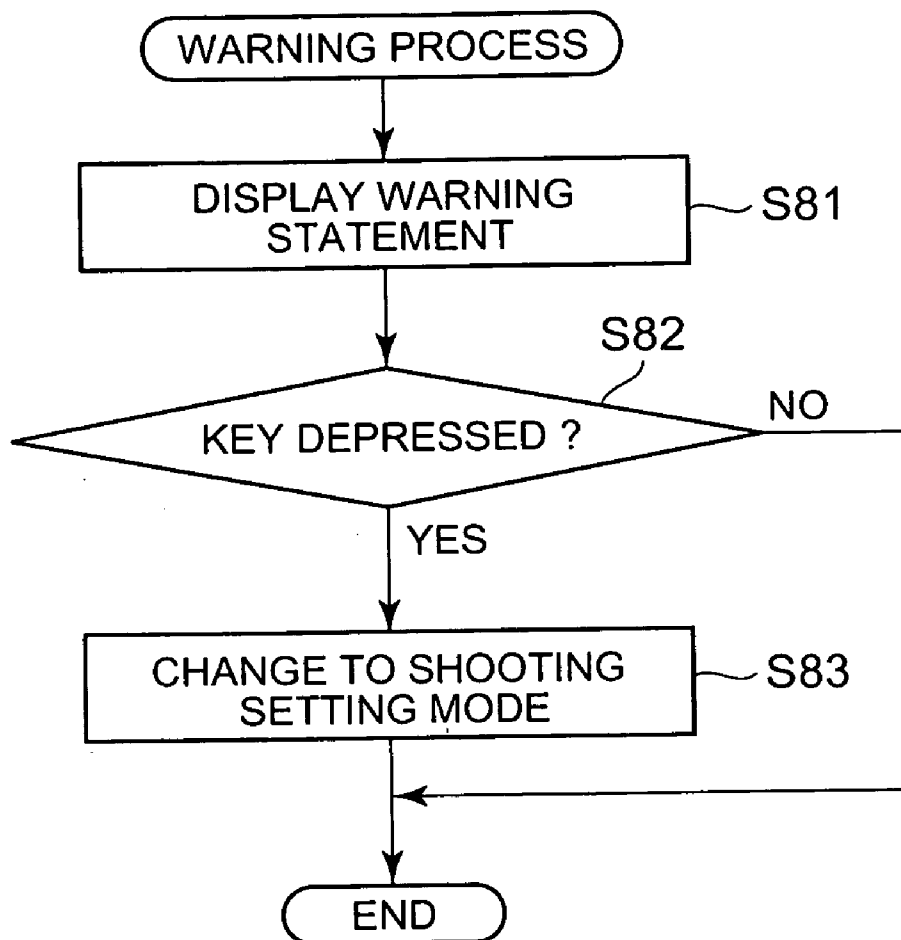 WARNING PROCESS
DISPLAY WARNING
STATEMENT
S81
S82
KEY DEPRESSED ?
NO
YES
CHANGE TO SHOOTING
SETTING MODE
S83
END